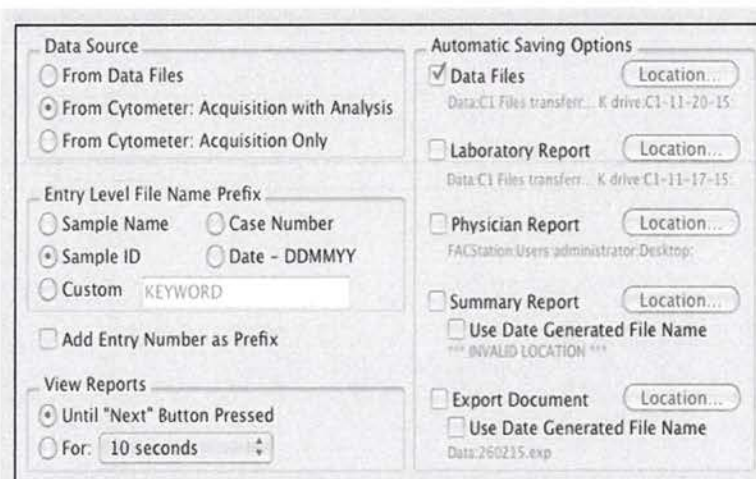 Data Source
From Data Files
From Cytometer: Acquisition with Analysis
From Cytometer: Acquisition Only
Entry Level File Name Prefix
Sample Name Case Number
Sample ID Date - DDMMYY
Custom KEYWORD
Add Entry Number as Prefix
View Reports
Until "Next" Button Pressed
For: 10 seconds
Automatic Saving Options
Data Files Location...
Data:C1 Files transferr... K drive:C1-11-20-15:
Laboratory Report Location...
Data:C1 Files transferr... K drive:C1-11-17-15:
Physician Report Location...
FACStation:Users:administrator:Desktop:
Summary Report Location...
Use Date Generated File Name
*** INVALID LOCATION ***
Export Document Location...
Use Date Generated File Name
Data:260215.exp